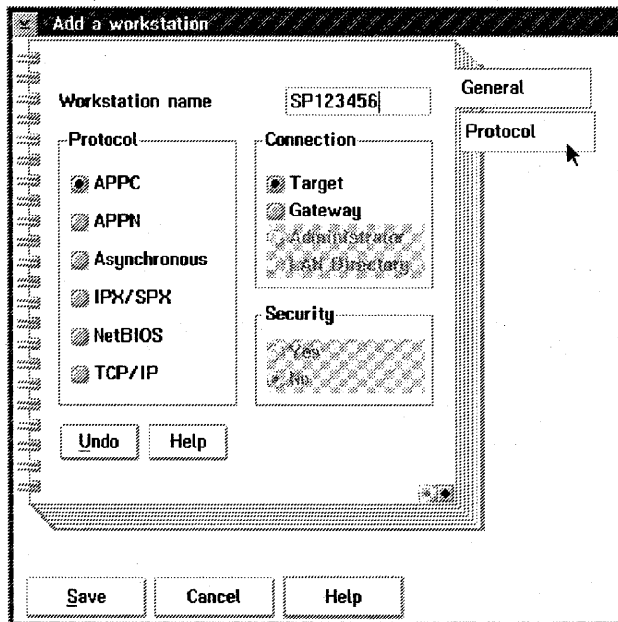 Add a workstation
General
Protocol
Workstation name SP123456
Protocol
APPC
APPN
Asynchronous
IPX/SPX
NetBIOS
TCP/IP
Connection
Target
Gateway
Administrator
LAN Directory
Security
Yes
No
Undo Help
Save Cancel Help